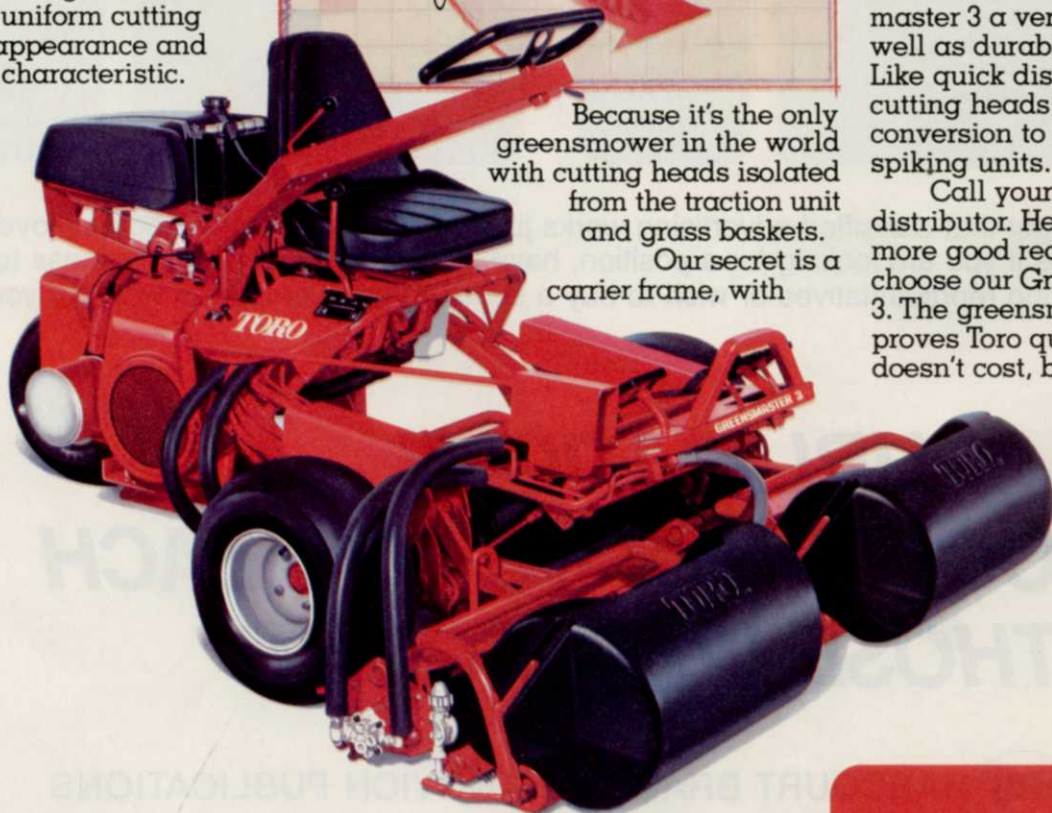 uniform cutting
appearance and
characteristic.
Because it's the only
greensmower in the world
with cutting heads isolated
from the traction unit
and grass baskets.
Our secret is a
carrier frame, with
master 3 a ver
well as durab
Like quick dis
cutting heads
conversion to
spiking units.
Call your
distributor. He
more good rea
choose our Gr
3. The greensm
proves Toro qu
doesn't cost, b
TORO
GREENSMASTER 3
TORO
TORO